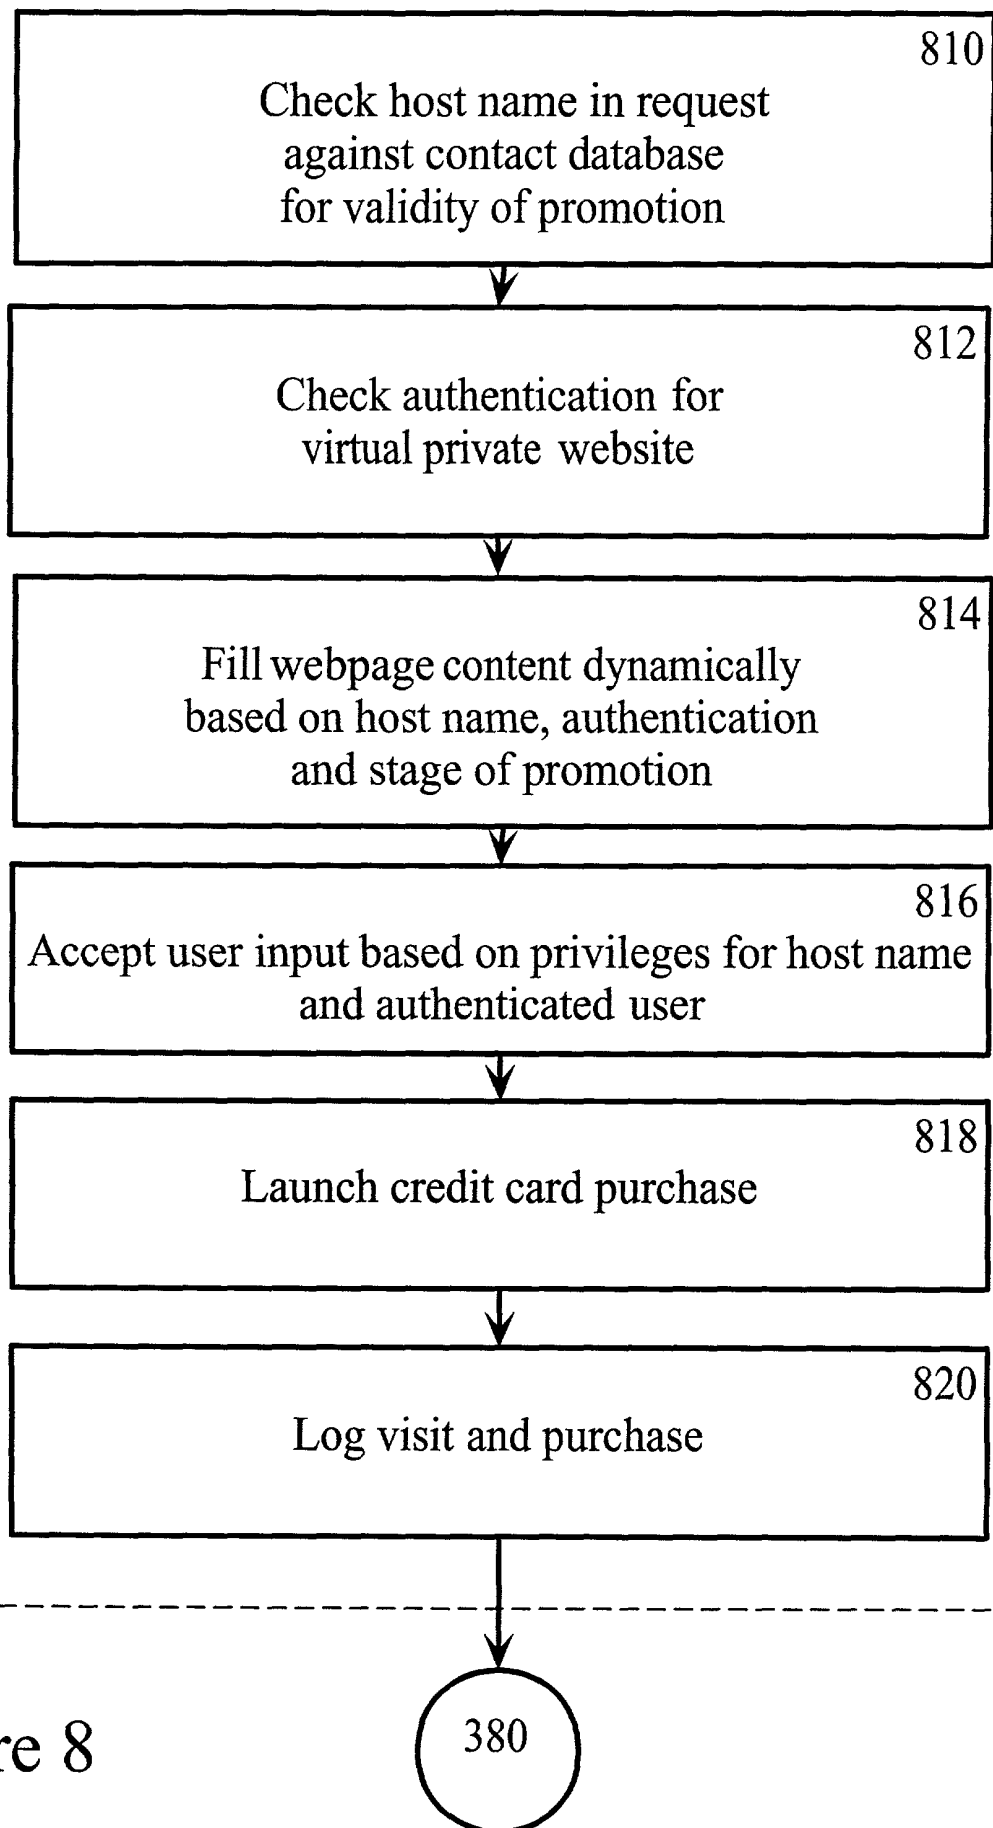 810
Check host name in request
against contact database
for validity of promotion
812
Check authentication for
virtual private website
814
Fill webpage content dynamically
based on host name, authentication
and stage of promotion
816
Accept user input based on privileges for host name
and authenticated user
818
Launch credit card purchase
820
Log visit and purchase
380
re 8